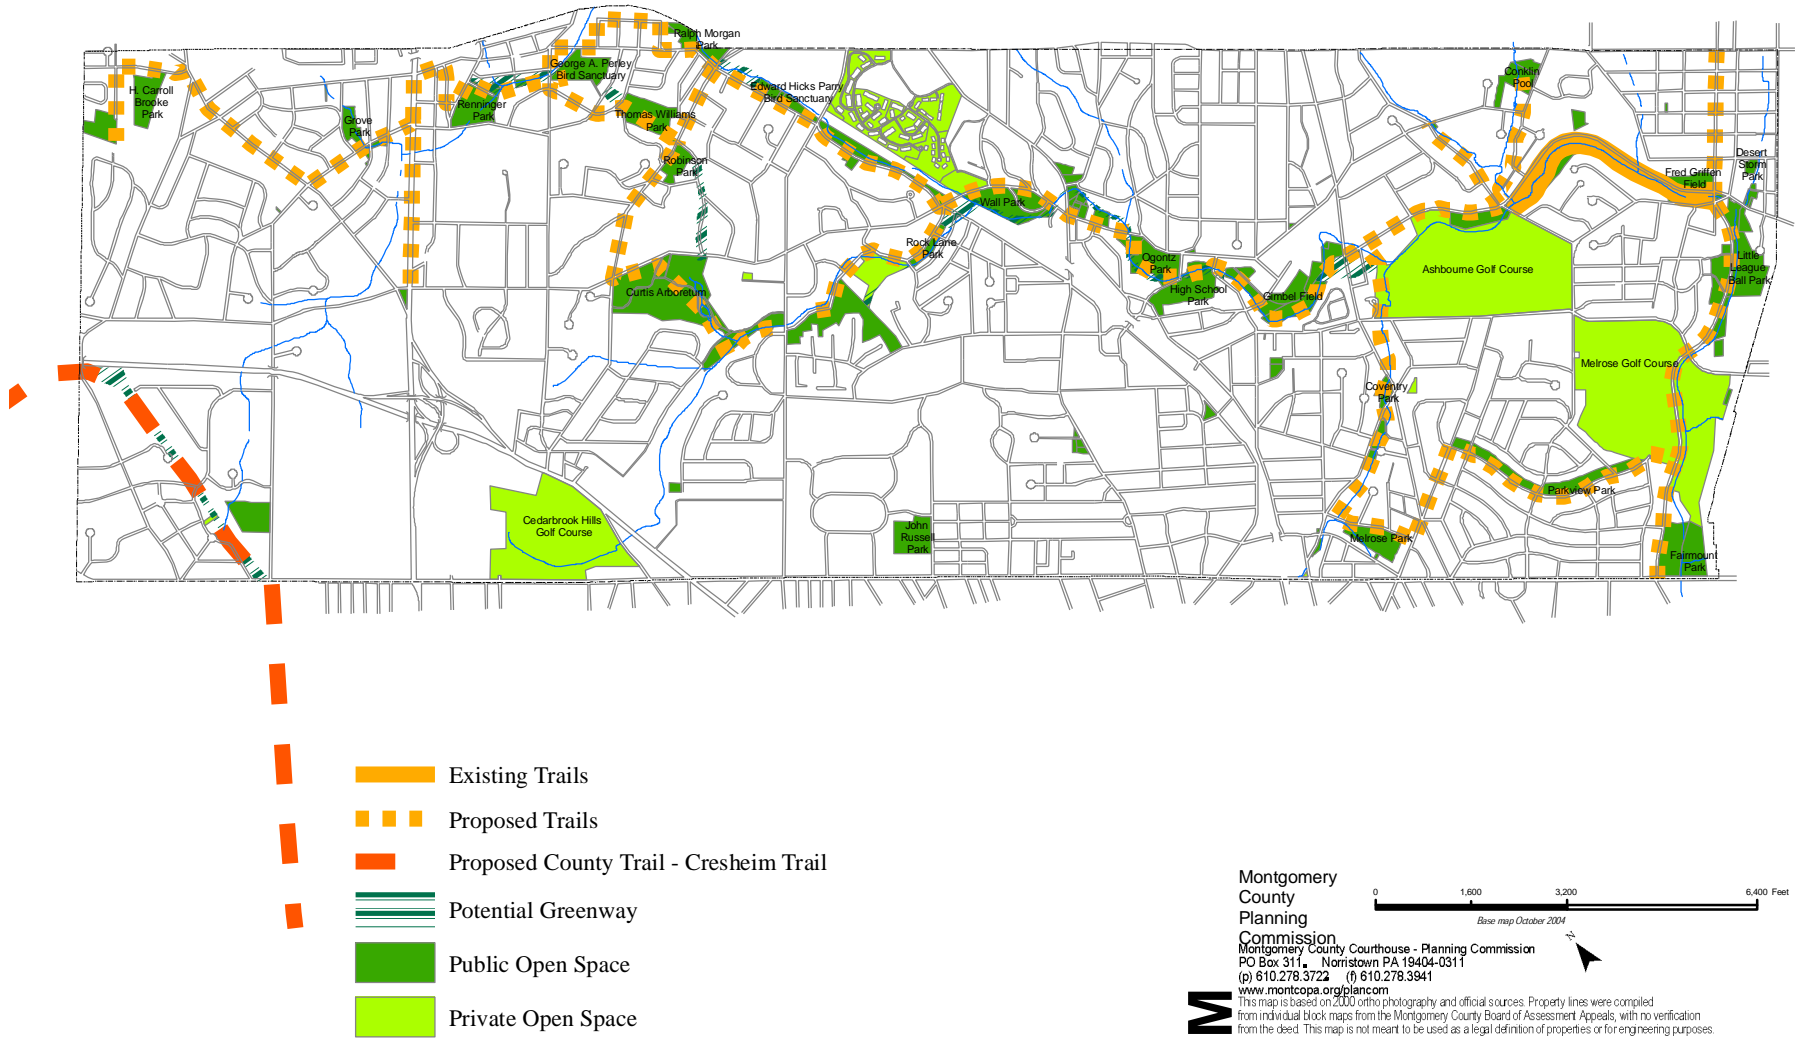 Ralph Morgan
Park
George A. Perley
Bird Sanctuary
H. Carroll
Brooke
Park
Renninger
Park
Grove
Park
Edward Hicks Parry
Bird Sanctuary
Thomas Williams
Park
Robinson
Park
Conklin
Pool
Desert
Storm
Park
Fred Griffen
Field
Wall Park
Rock Lane
Park
Ogontz
Park
High School
Park
Gimbel Field
Ashbourne Golf Course
Little
League
Ball Park
Curtis Arboretum
Melrose Golf Course
Coventry
Park
Parkview Park
Cedarbrook Hills
Golf Course
John
Russell
Park
Melrose Park
Fairmount
Park
Existing Trails
Proposed Trails
Proposed County Trail - Cresheim Trail
Potential Greenway
Public Open Space
Private Open Space
Montgomery
County
Planning
Commission
0 1,600 3,200 6,400 Feet
Base map October 2004
N
Montgomery County Courthouse - Planning Commission
PO Box 311 Norristown PA 19404-0311
(p) 610.278.3722 (f) 610.278.3941
www.montcopa.org/plancom
M
This map is based on 2000 ortho photography and official sources. Property lines were compiled
from individual block maps from the Montgomery County Board of Assessment Appeals, with no verification
from the deed. This map is not meant to be used as a legal definition of properties or for engineering purposes.